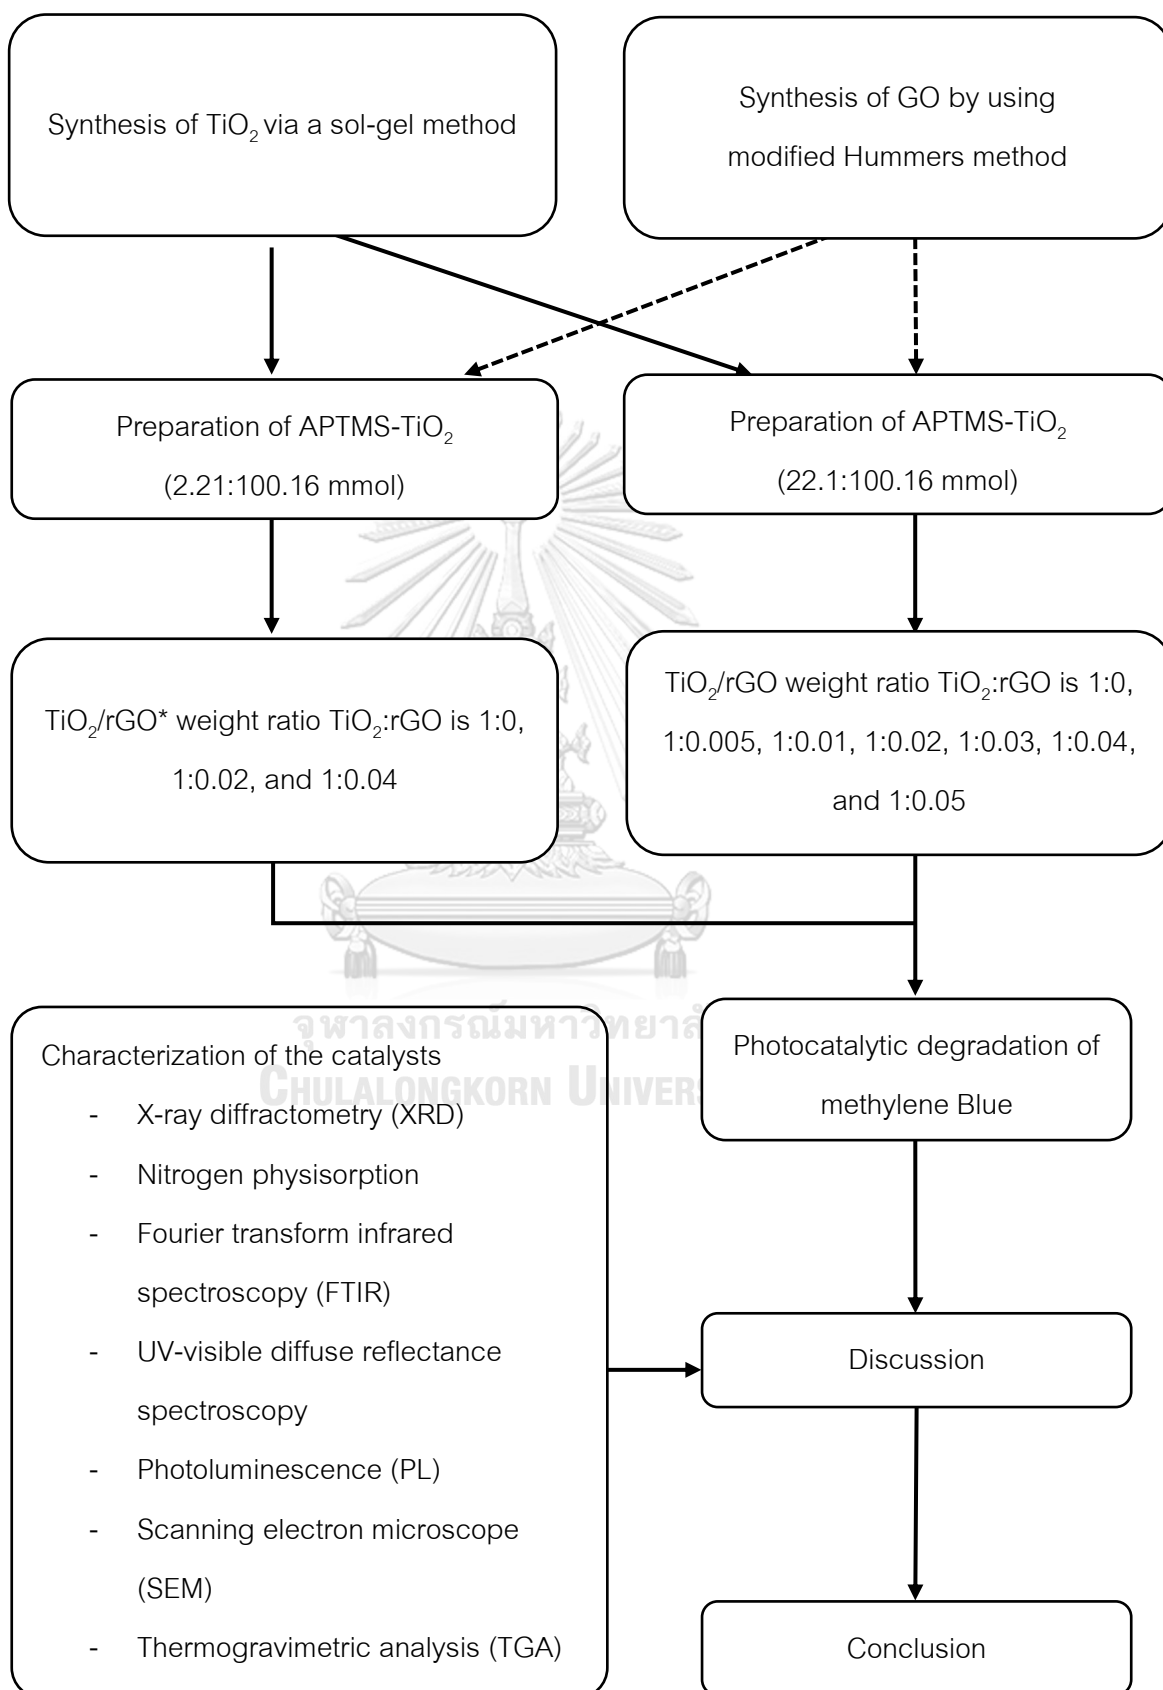 Synthesis of TiO₂ via a sol-gel method
Synthesis of GO by using
modified Hummers method
Preparation of APTMS-TiO₂
(2.21:100.16 mmol)
Preparation of APTMS-TiO₂
(22.1:100.16 mmol)
TiO₂/rGO* weight ratio TiO₂:rGO is 1:0,
1:0.02, and 1:0.04
TiO₂/rGO weight ratio TiO₂:rGO is 1:0,
1:0.005, 1:0.01, 1:0.02, 1:0.03, 1:0.04,
and 1:0.05
Characterization of the catalysts
- X-ray diffractometry (XRD)
- Nitrogen physisorption
- Fourier transform infrared
spectroscopy (FTIR)
- UV-visible diffuse reflectance
spectroscopy
- Photoluminescence (PL)
- Scanning electron microscope
(SEM)
- Thermogravimetric analysis (TGA)
Photocatalytic degradation of
methylene Blue
Discussion
Conclusion
จุฬาลงกรณ์มหาวิทยาลั
CHULALONGKORN UNIVER